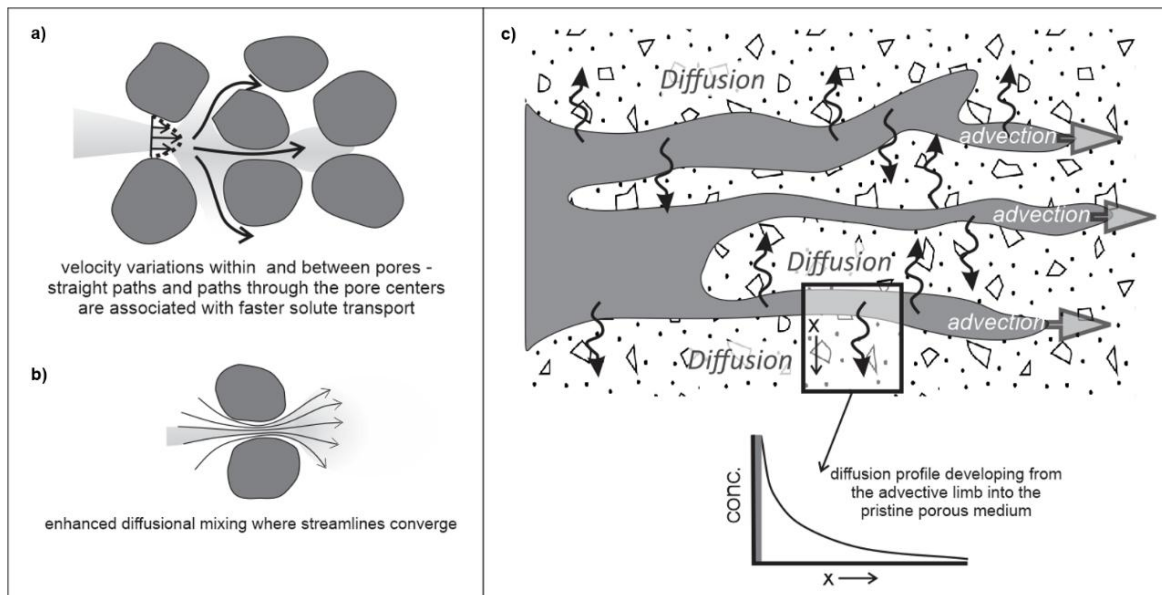 a)
velocity variations within and between pores -
straight paths and paths through the pore centers
are associated with faster solute transport
b)
enhanced diffusional mixing where streamlines converge
c)
Diffusion
advection
advection
Diffusion
advection
x
Diffusion
diffusion profile developing from
the advective limb into the
pristine porous medium
conc.
x